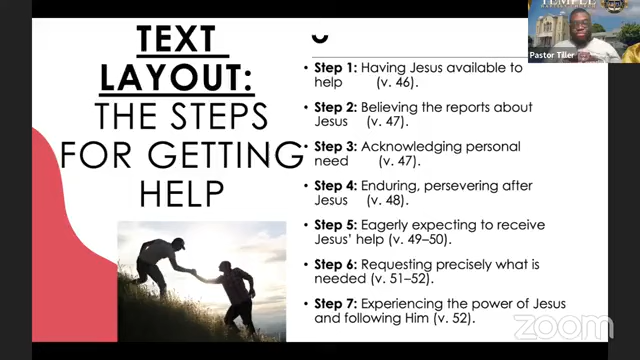 TEXT
LAYOUT:
THE STEPS
FOR GETTING
HELP
• Step 1: Having Jesus available to
help (v. 46).
• Step 2: Believing the reports about
Jesus (v. 47).
• Step 3: Acknowledging personal
need (v. 47).
• Step 4: Enduring, persevering after
Jesus (v. 48).
• Step 5: Eagerly expecting to receive
Jesus’ help (v. 49–50).
• Step 6: Requesting precisely what is
needed (v. 51–52).
• Step 7: Experiencing the power of Jesus
and following Him (v. 52).
TEMPLE
Pastor Tiller
zoom